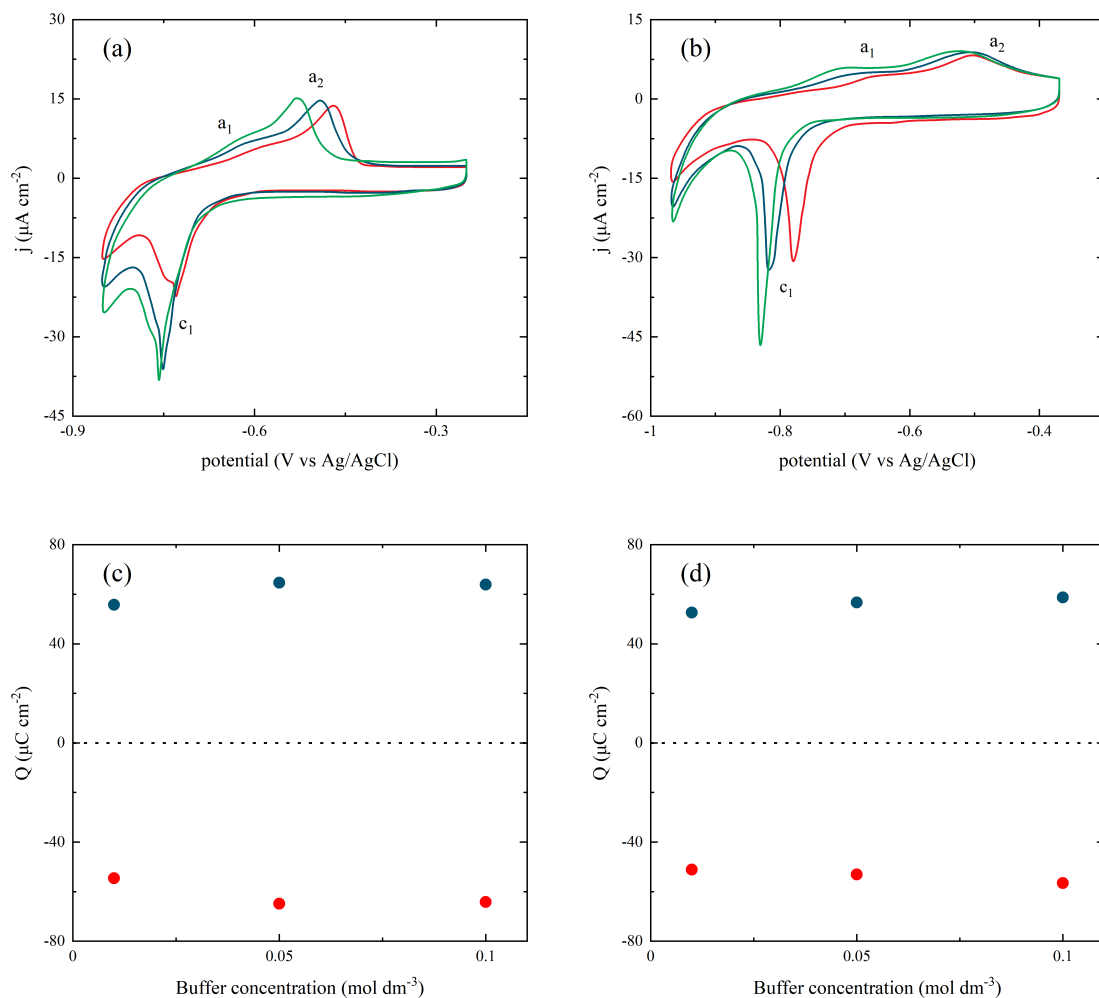 (a)
a₁
a₂
c₁
30
15
0
-15
-30
-45
-0.9
-0.6
-0.3
j (μA cm⁻²)
potential (V vs Ag/AgCl)
(b)
a₁
a₂
c₁
15
0
-15
-30
-45
-60
-1
-0.8
-0.6
-0.4
j (μA cm⁻²)
potential (V vs Ag/AgCl)
(c)
80
40
0
-40
-80
0
0.05
0.1
Q (μC cm⁻²)
Buffer concentration (mol dm⁻³)
(d)
80
40
0
-40
-80
0
0.05
0.1
Q (μC cm⁻²)
Buffer concentration (mol dm⁻³)